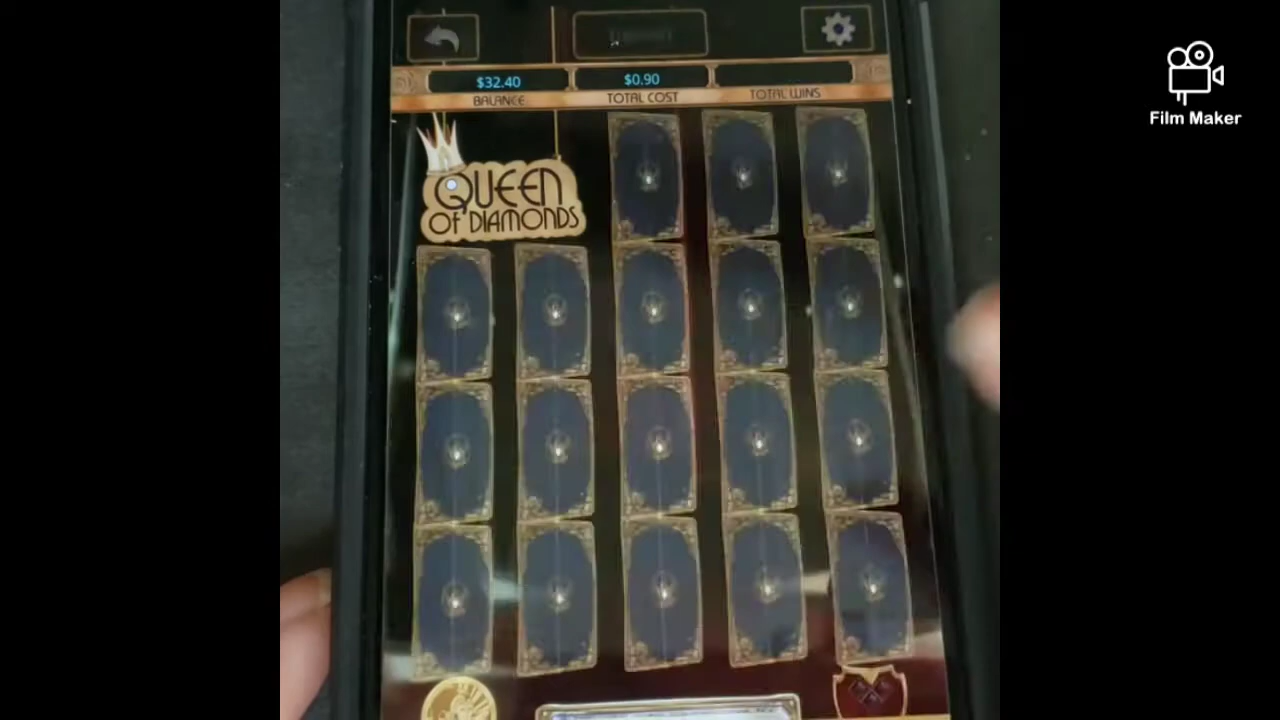 $32.40 $0.90
BALANCE TOTAL COST TOTAL WINS
QUEEN
OF DIAMONDS
Film Maker